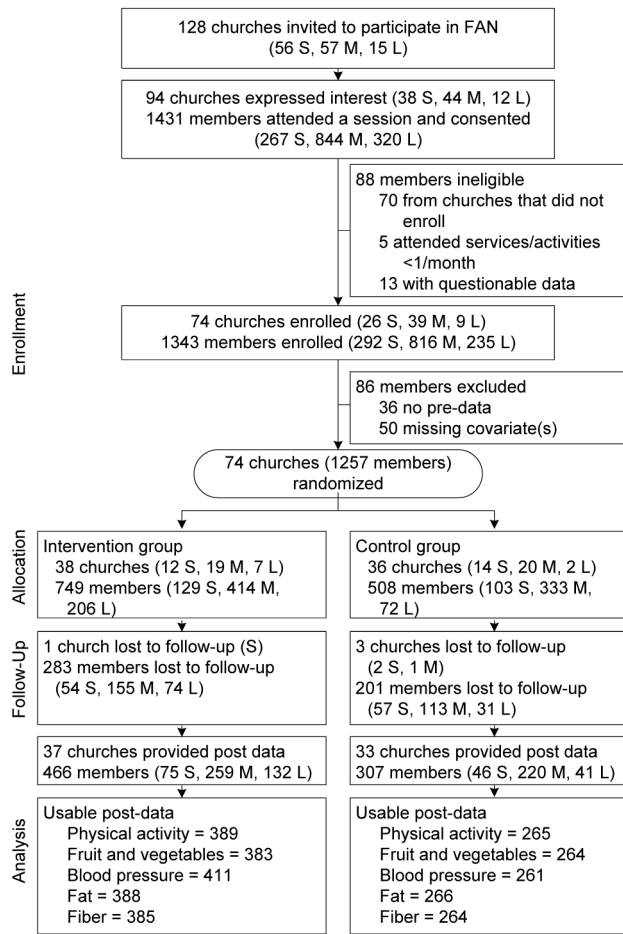 128 churches invited to participate in FAN
(56 S, 57 M, 15 L)
94 churches expressed interest (38 S, 44 M, 12 L)
1431 members attended a session and consented
(267 S, 844 M, 320 L)
88 members ineligible
70 from churches that did not
enroll
5 attended services/activities
<1/month
13 with questionable data
Enrollment
74 churches enrolled (26 S, 39 M, 9 L)
1343 members enrolled (292 S, 816 M, 235 L)
86 members excluded
36 no pre-data
50 missing covariate(s)
74 churches (1257 members)
randomized
Allocation
Intervention group
38 churches (12 S, 19 M, 7 L)
749 members (129 S, 414 M,
206 L)
Control group
36 churches (14 S, 20 M, 2 L)
508 members (103 S, 333 M,
72 L)
Follow-Up
1 church lost to follow-up (S)
283 members lost to follow-up
(54 S, 155 M, 74 L)
3 churches lost to follow-up
(2 S, 1 M)
201 members lost to follow-up
(57 S, 113 M, 31 L)
37 churches provided post data
466 members (75 S, 259 M, 132 L)
33 churches provided post data
307 members (46 S, 220 M, 41 L)
Analysis
Usable post-data
Physical activity = 389
Fruit and vegetables = 383
Blood pressure = 411
Fat = 388
Fiber = 385
Usable post-data
Physical activity = 265
Fruit and vegetables = 264
Blood pressure = 261
Fat = 266
Fiber = 264